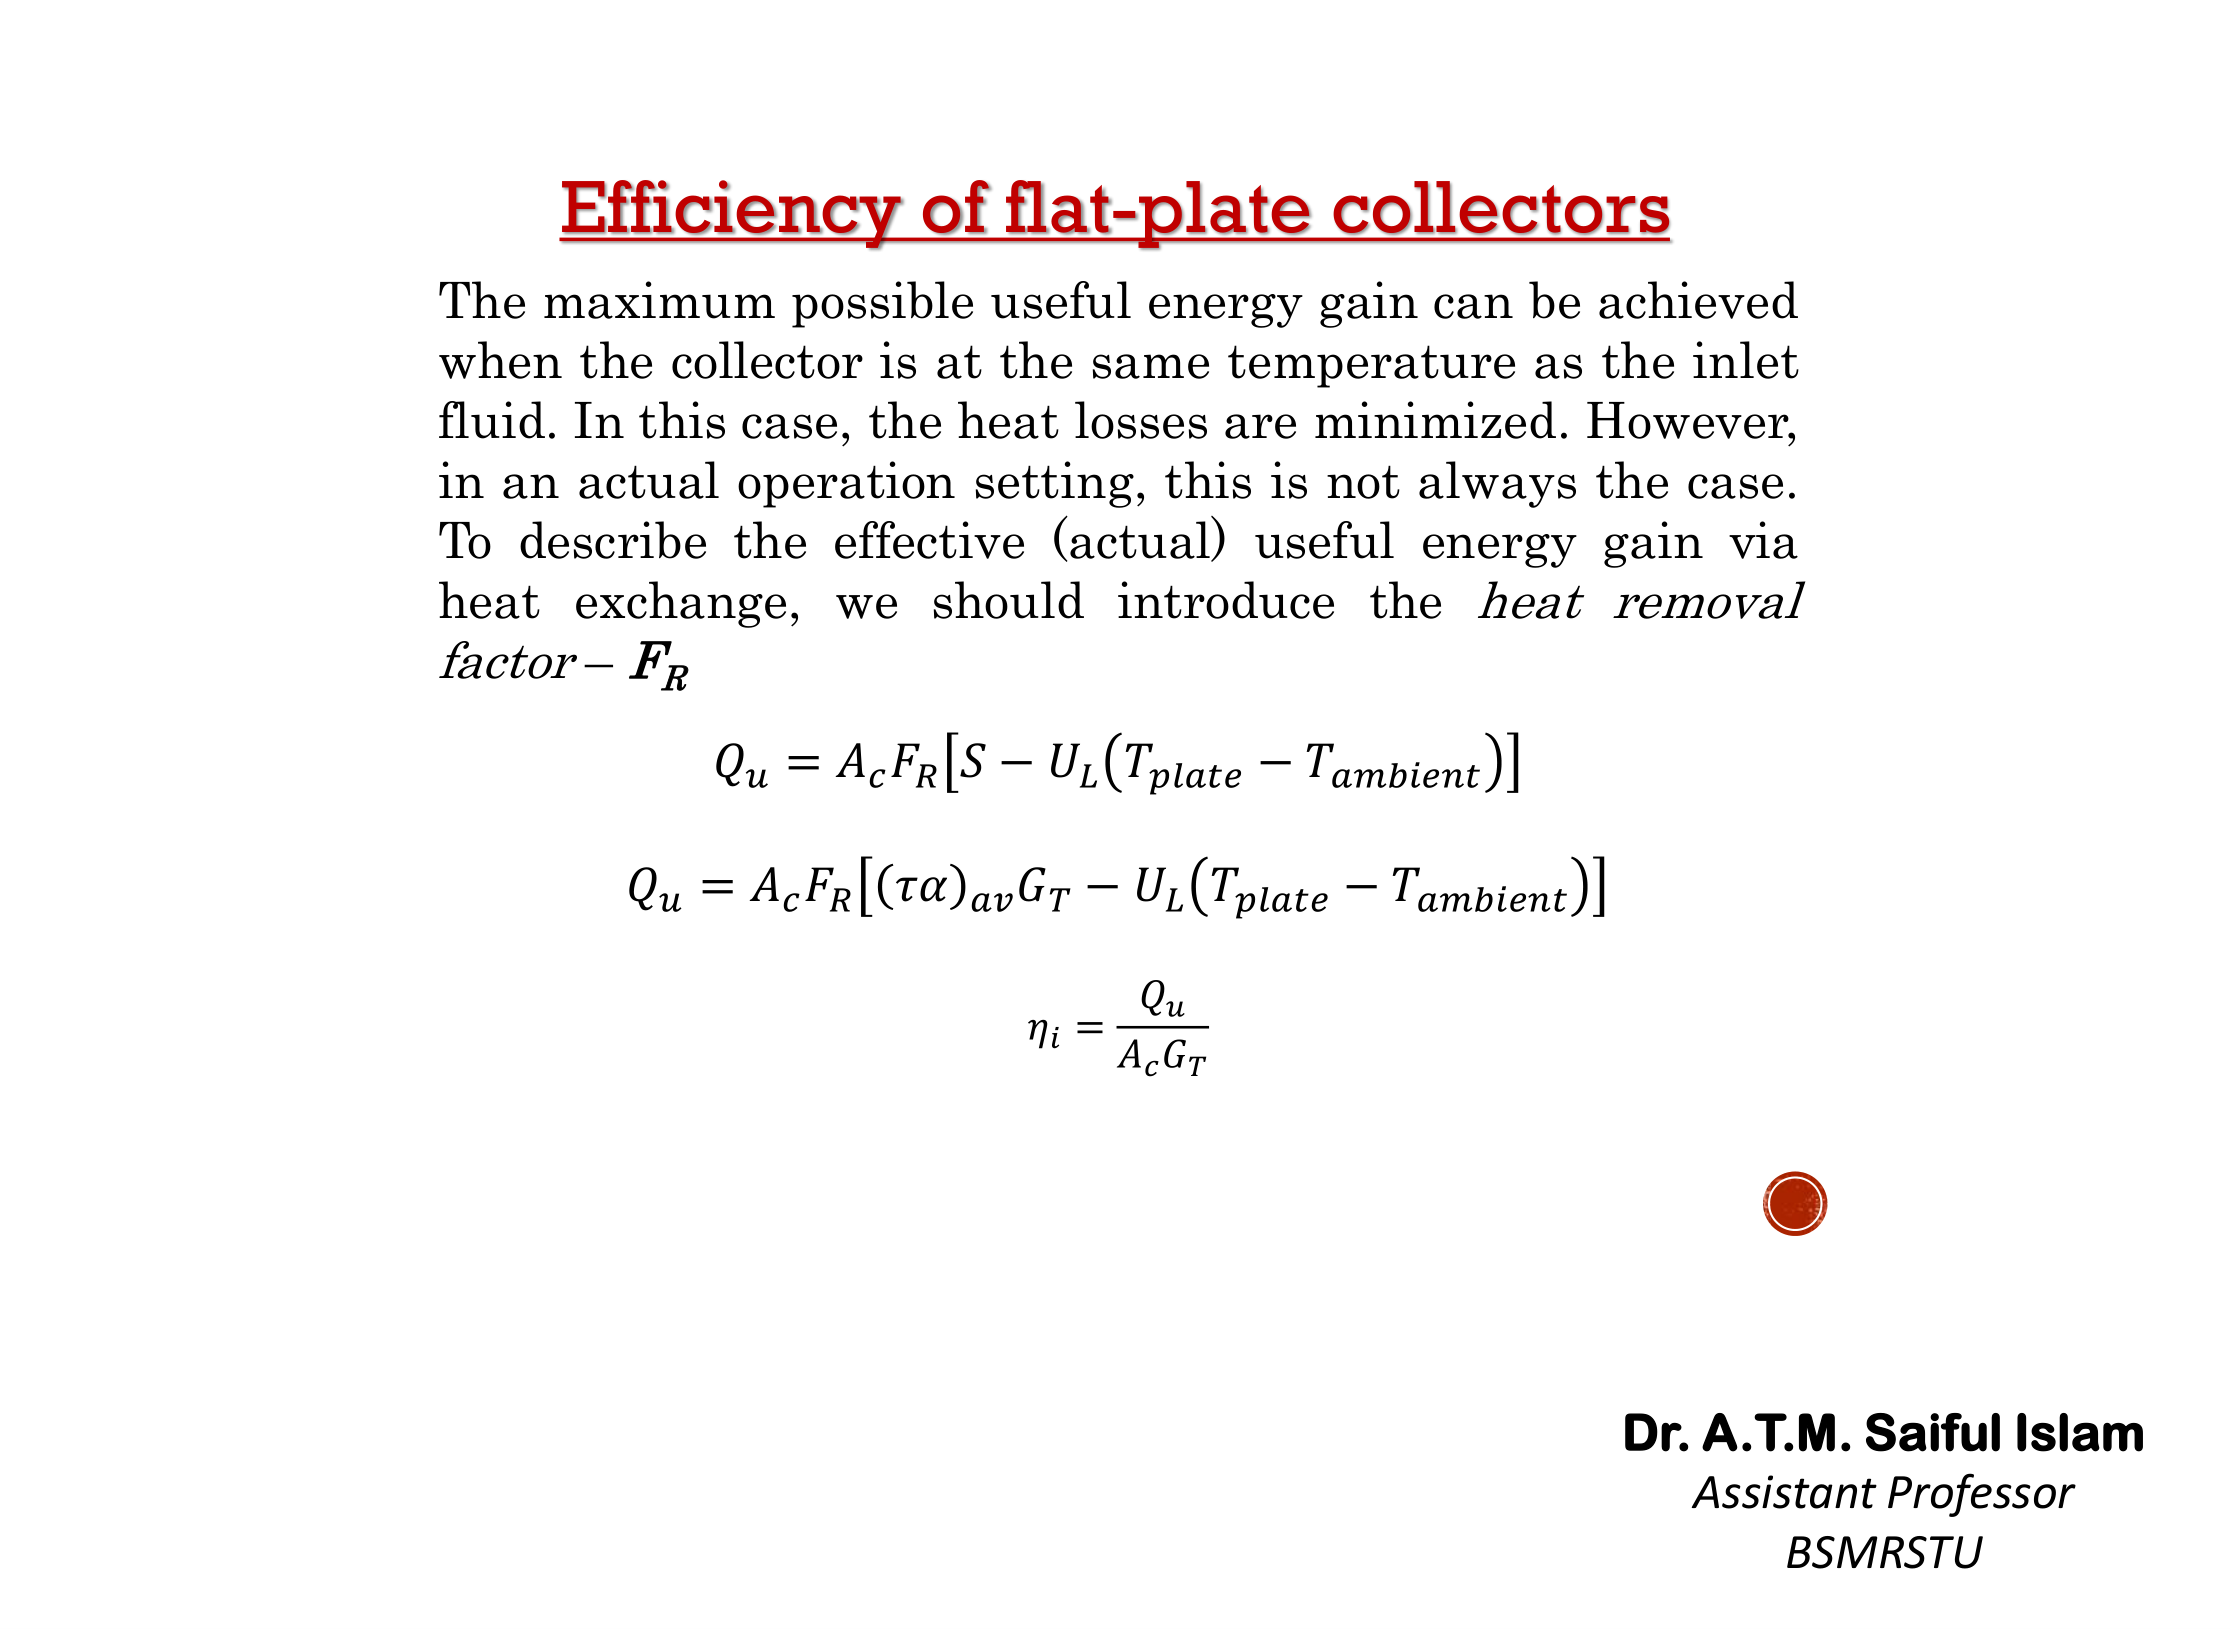 Efficiency of flat-plate collectors
The maximum possible useful energy gain can be achieved
when the collector is at the same temperature as the inlet
fluid. In this case, the heat losses are minimized. However,
in an actual operation setting, this is not always the case.
To describe the effective (actual) useful energy gain via
heat exchange, we should introduce the heat removal
factor – F_R
Q_u = A_c F_R [S − U_L (T_plate − T_ambient)]
Q_u = A_c F_R [(τα)_av G_T − U_L (T_plate − T_ambient)]
η_i = Q_u / A_c G_T
Dr. A.T.M. Saiful Islam
Assistant Professor
BSMRSTU